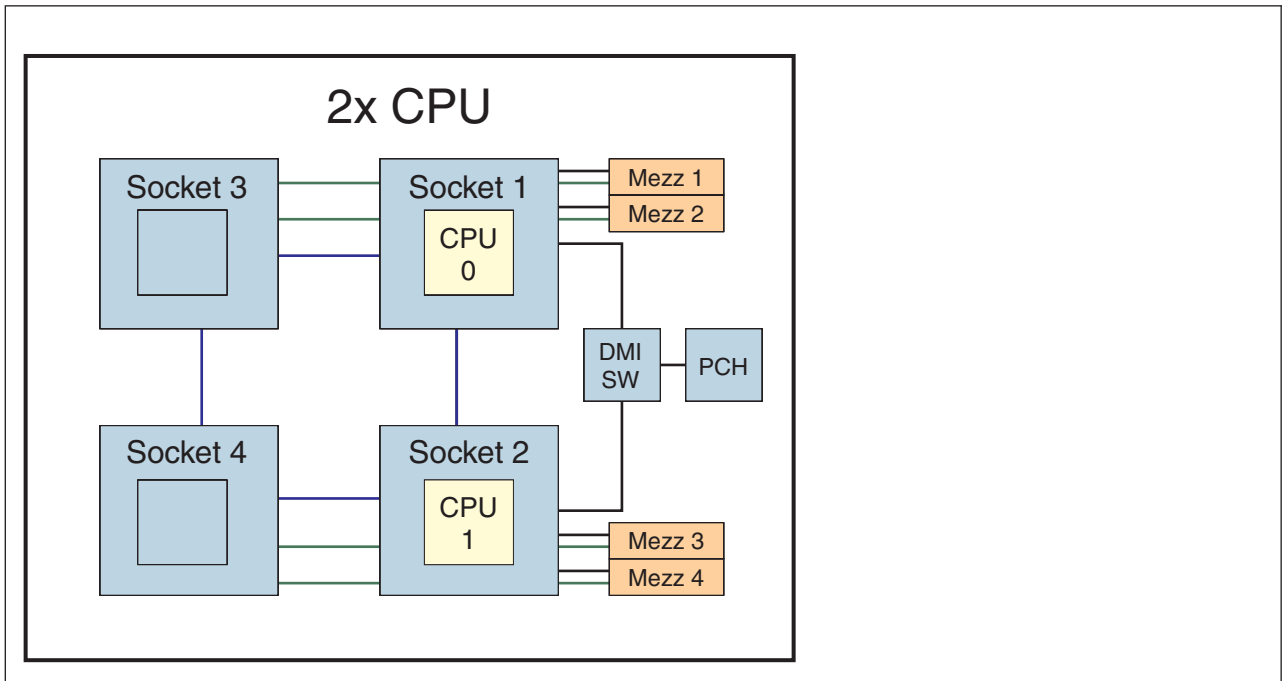 2x CPU
Socket 3
Socket 1
CPU
0
Mezz 1
Mezz 2
DMI
SW
PCH
Socket 4
Socket 2
CPU
1
Mezz 3
Mezz 4